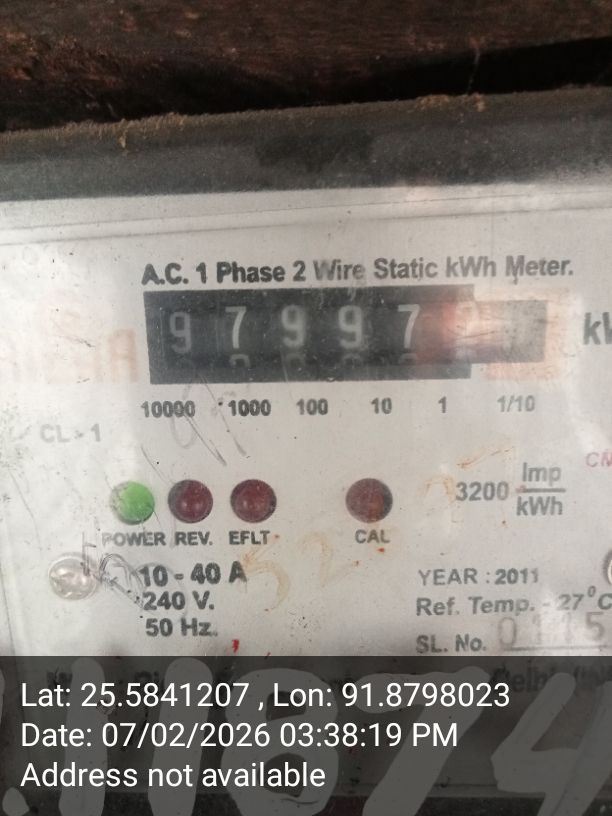 A.C. 1 Phase 2 Wire Static kWh Meter.
9 7 9 9 7
10000 1000 100 10 1 1/10
CL - 1
3200 Imp/kWh
POWER REV. EFLT CAL
10 - 40 A
240 V.
50 Hz.
YEAR : 2011
Ref. Temp. - 27°C
SL. No.
Lat: 25.5841207 , Lon: 91.8798023
Date: 07/02/2026 03:38:19 PM
Address not available